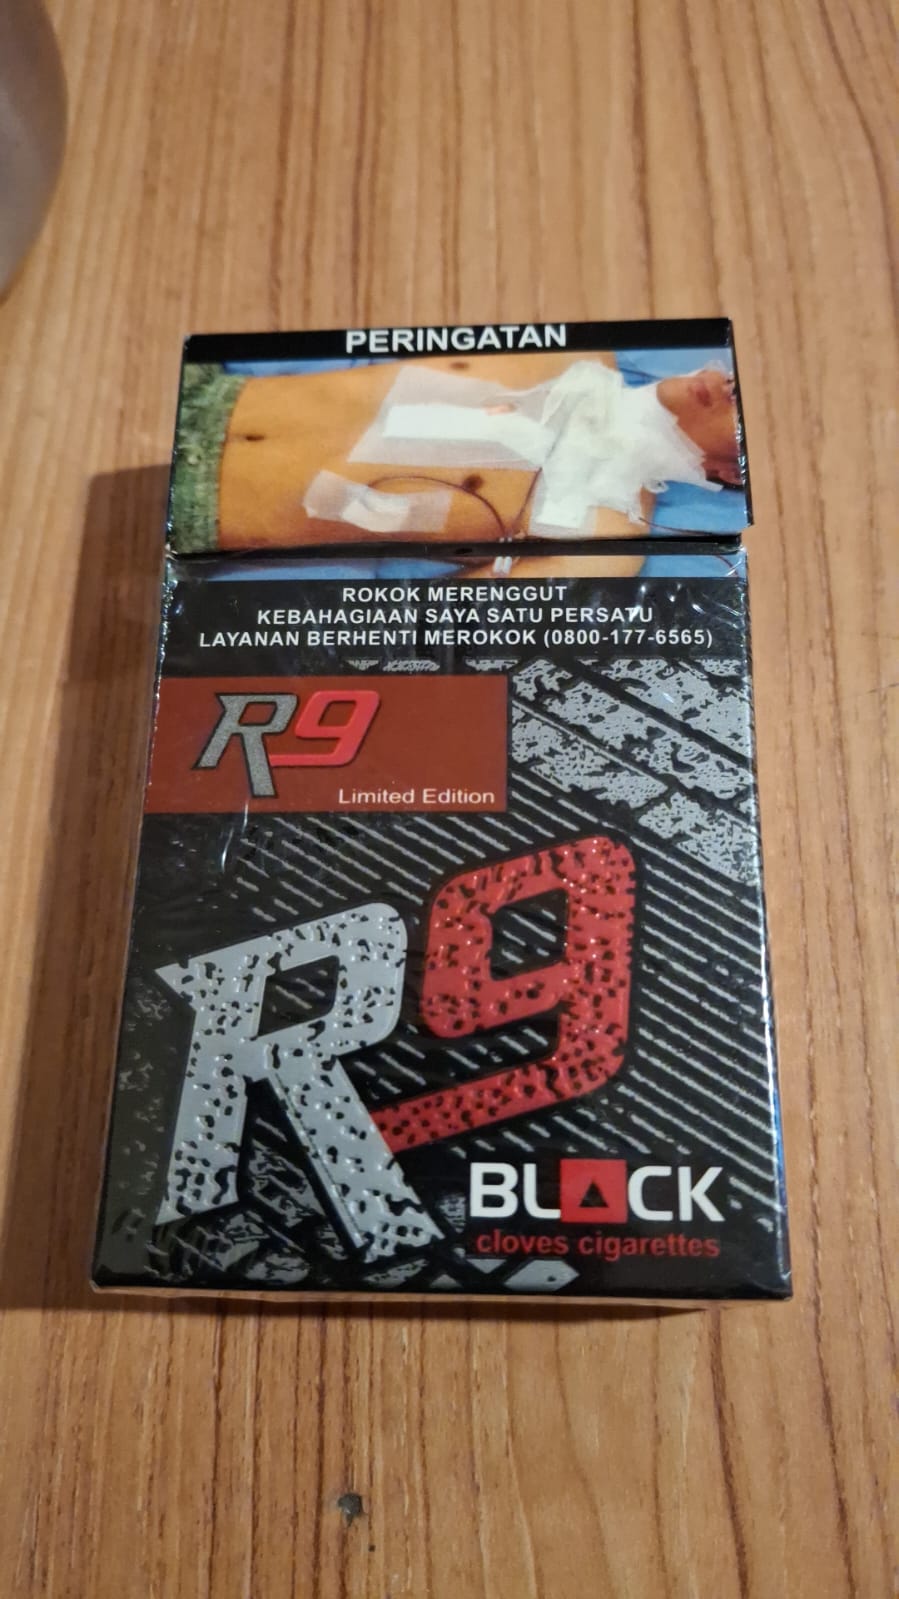 PERINGATAN
ROKOK MERENGGUT
KEBAHAGIAAN SAYA SATU PERSATU
LAYANAN BERHENTI MEROKOK (0800-177-6565)
R9
Limited Edition
R9
BLACK
cloves cigarettes